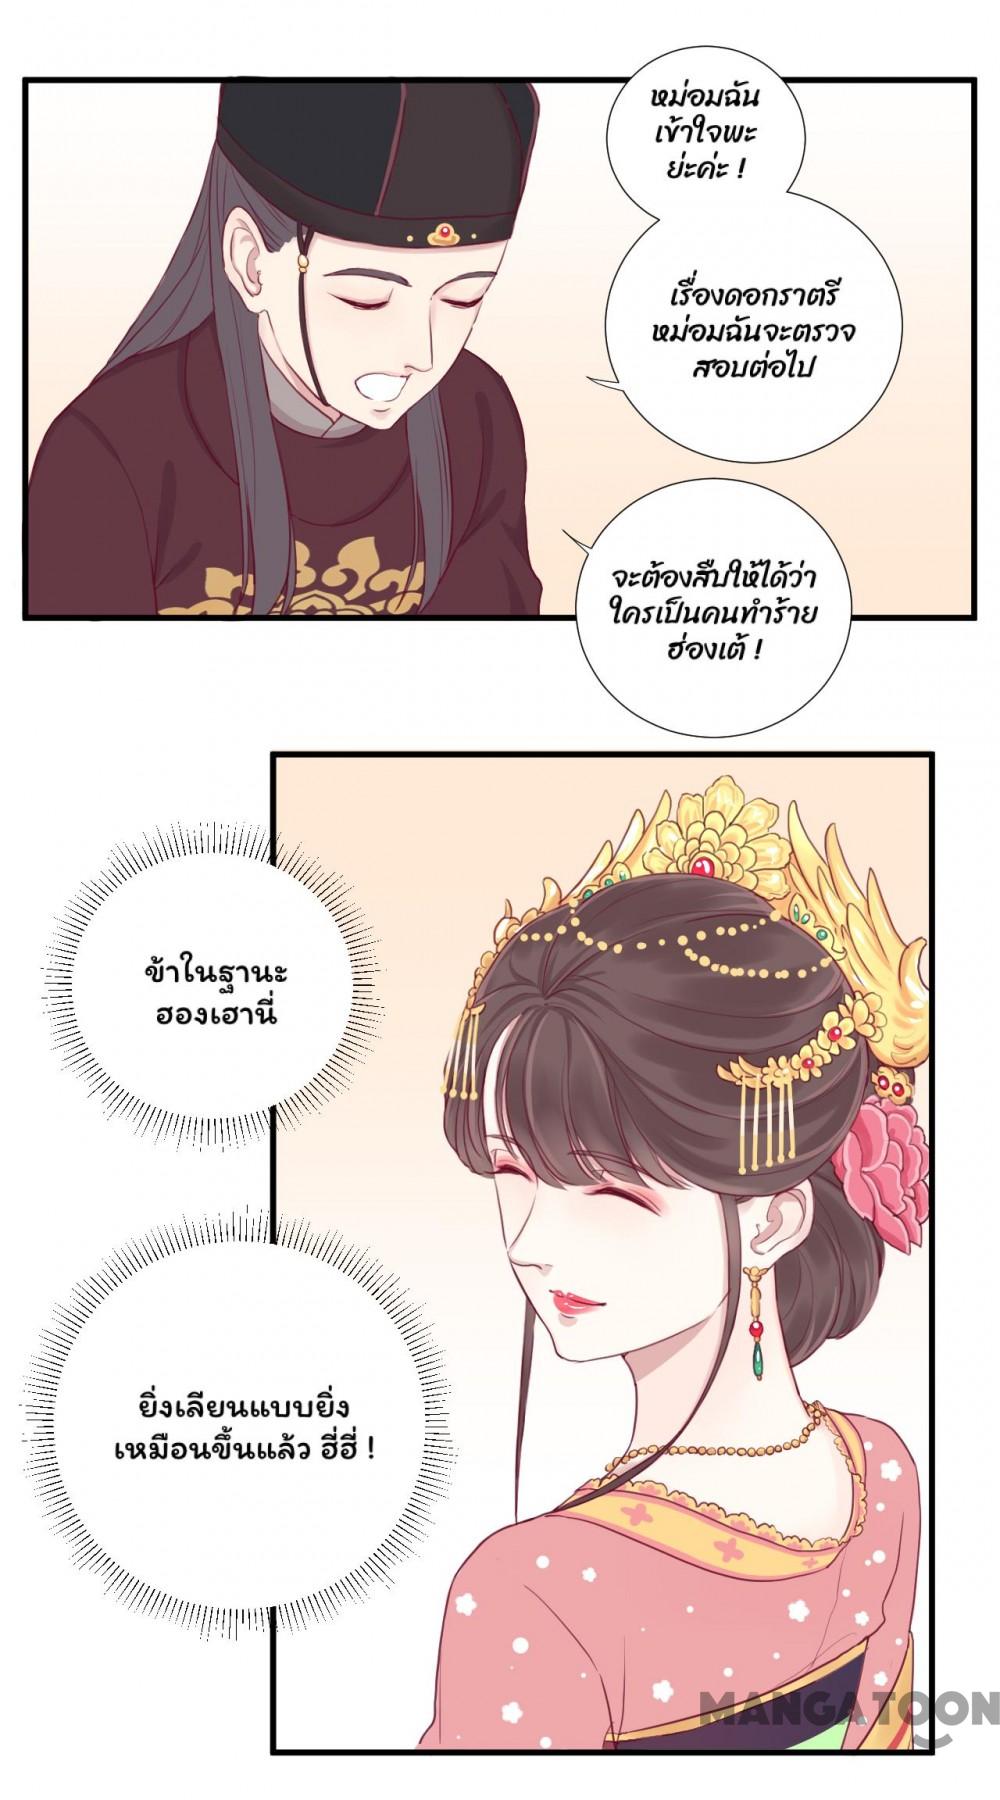 หม่อมฉัน
เข้าใจพะ
ย่ะค่ะ !
เรื่องดอกราตรี
หม่อมฉันจะตรวจ
สอบต่อไป
จะต้องสืบให้ได้ว่า
ใครเป็นคนทำร้าย
ฮ่องเต้ !
ข้าในฐานะ
ฮองเฮานี่
ยิ่งเลียนแบบยิ่ง
เหมือนขึ้นแล้ว ฮี่ฮี่ !
MANGATOON